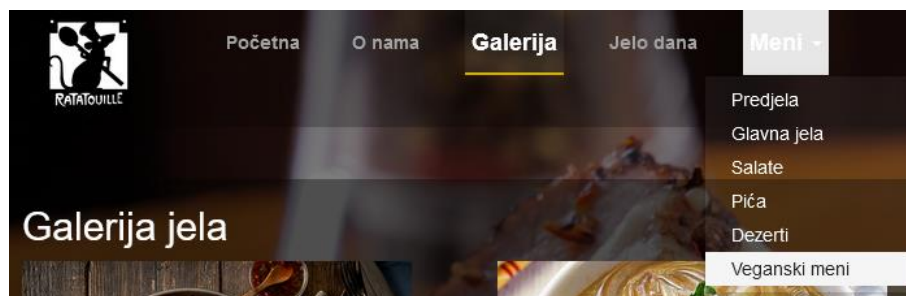 RATATOUILLE
Početna O nama Galerija Jelo dana Meni
Predjela
Glavna jela
Salate
Pića
Dezerti
Veganski meni
Galerija jela